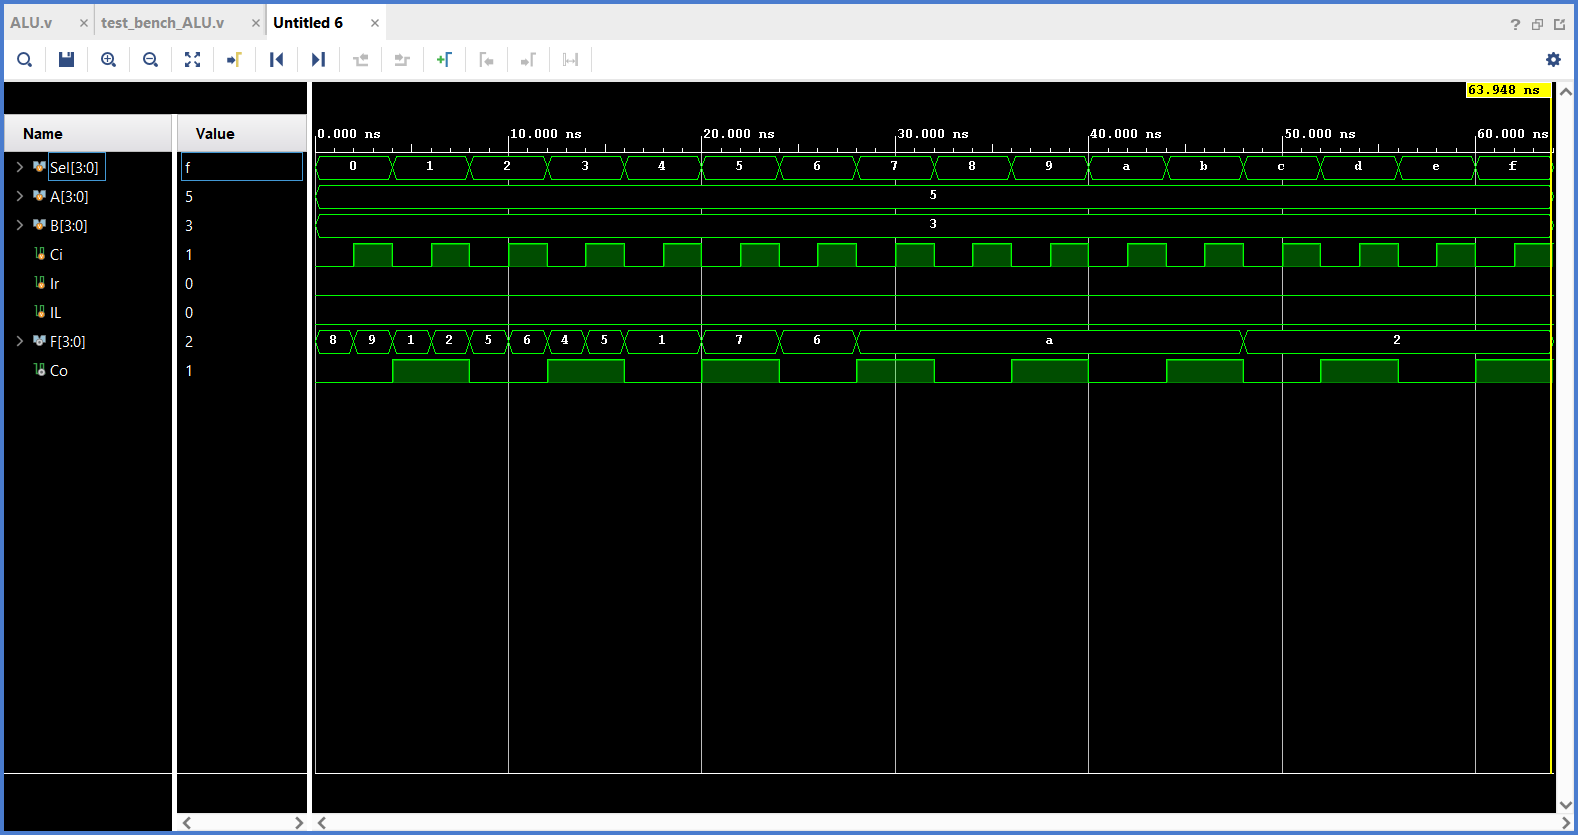 ALU.v × test_bench_ALU.v × Untitled 6 × ?
63.948 ns
Name Value
0.000 ns 10.000 ns 20.000 ns 30.000 ns 40.000 ns 50.000 ns 60.000 ns
Sel[3:0] f 0 1 2 3 4 5 6 7 8 9 a b c d e f
A[3:0] 5 5
B[3:0] 3 3
Ci 1
Ir 0
IL 0
F[3:0] 2 8 9 1 2 5 6 4 5 1 7 6 a 2
Co 1